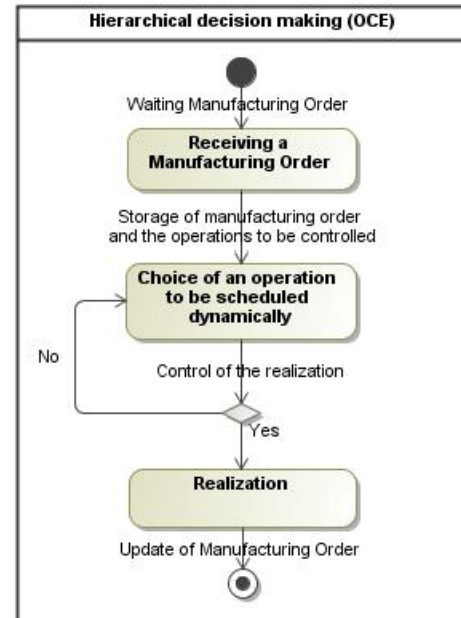 Hierarchical decision making (OCE)
Waiting Manufacturing Order
Receiving a
Manufacturing Order
Storage of manufacturing order
and the operations to be controlled
Choice of an operation
to be scheduled
dynamically
No
Control of the realization
Yes
Realization
Update of Manufacturing Order